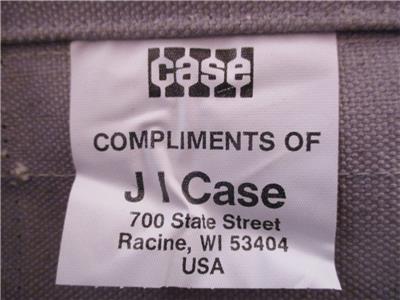 case
COMPLIMENTS OF
J I Case
700 State Street
Racine, WI 53404
USA